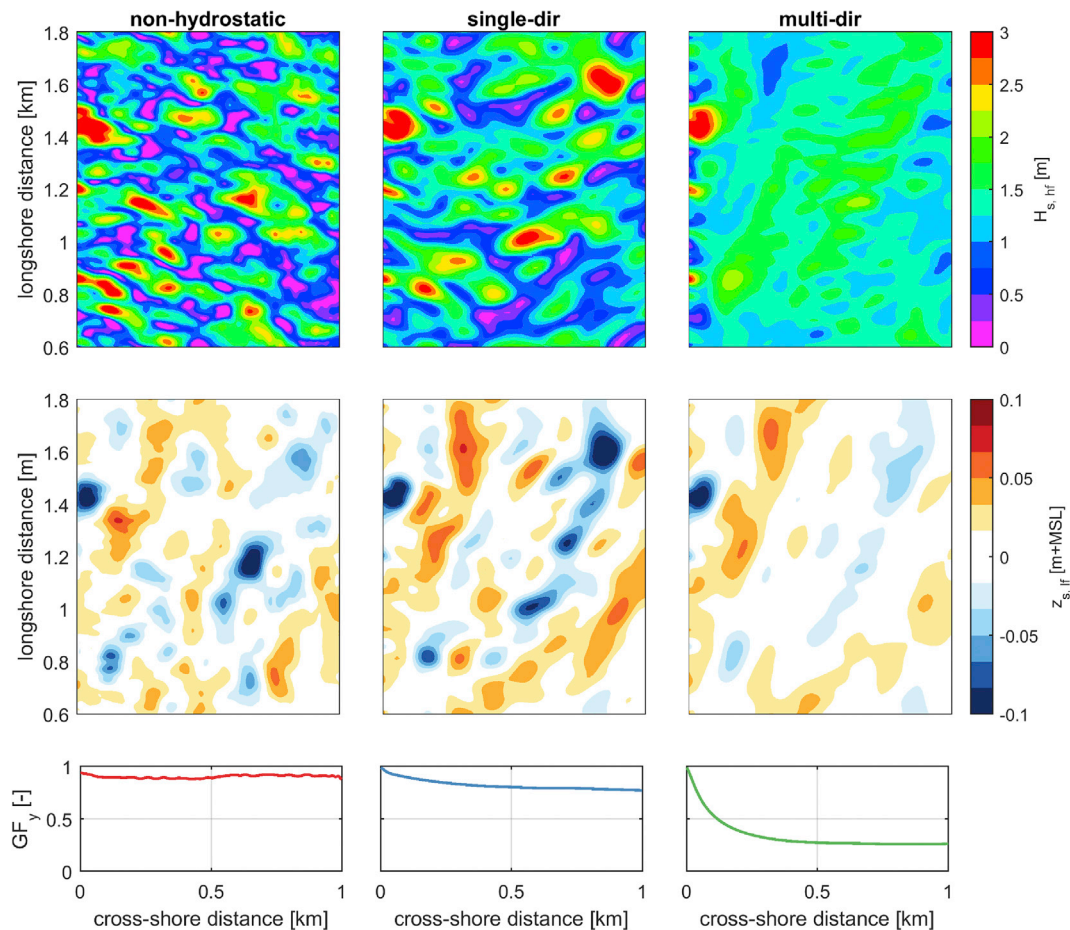 non-hydrostatic single-dir multi-dir
1.8 1.6 1.4 1.2 1 0.8 0.6
longshore distance [km]
3 2.5 2 1.5 1 0.5 0
H_s, hf [m]
1.8 1.6 1.4 1.2 1 0.8 0.6
longshore distance [m]
0.1 0.05 0 -0.05 -0.1
z_s, lf [m+MSL]
1 0.5 0
GF_y [-]
0 0.5 1 0 0.5 1 0 0.5 1
cross-shore distance [km] cross-shore distance [km] cross-shore distance [km]